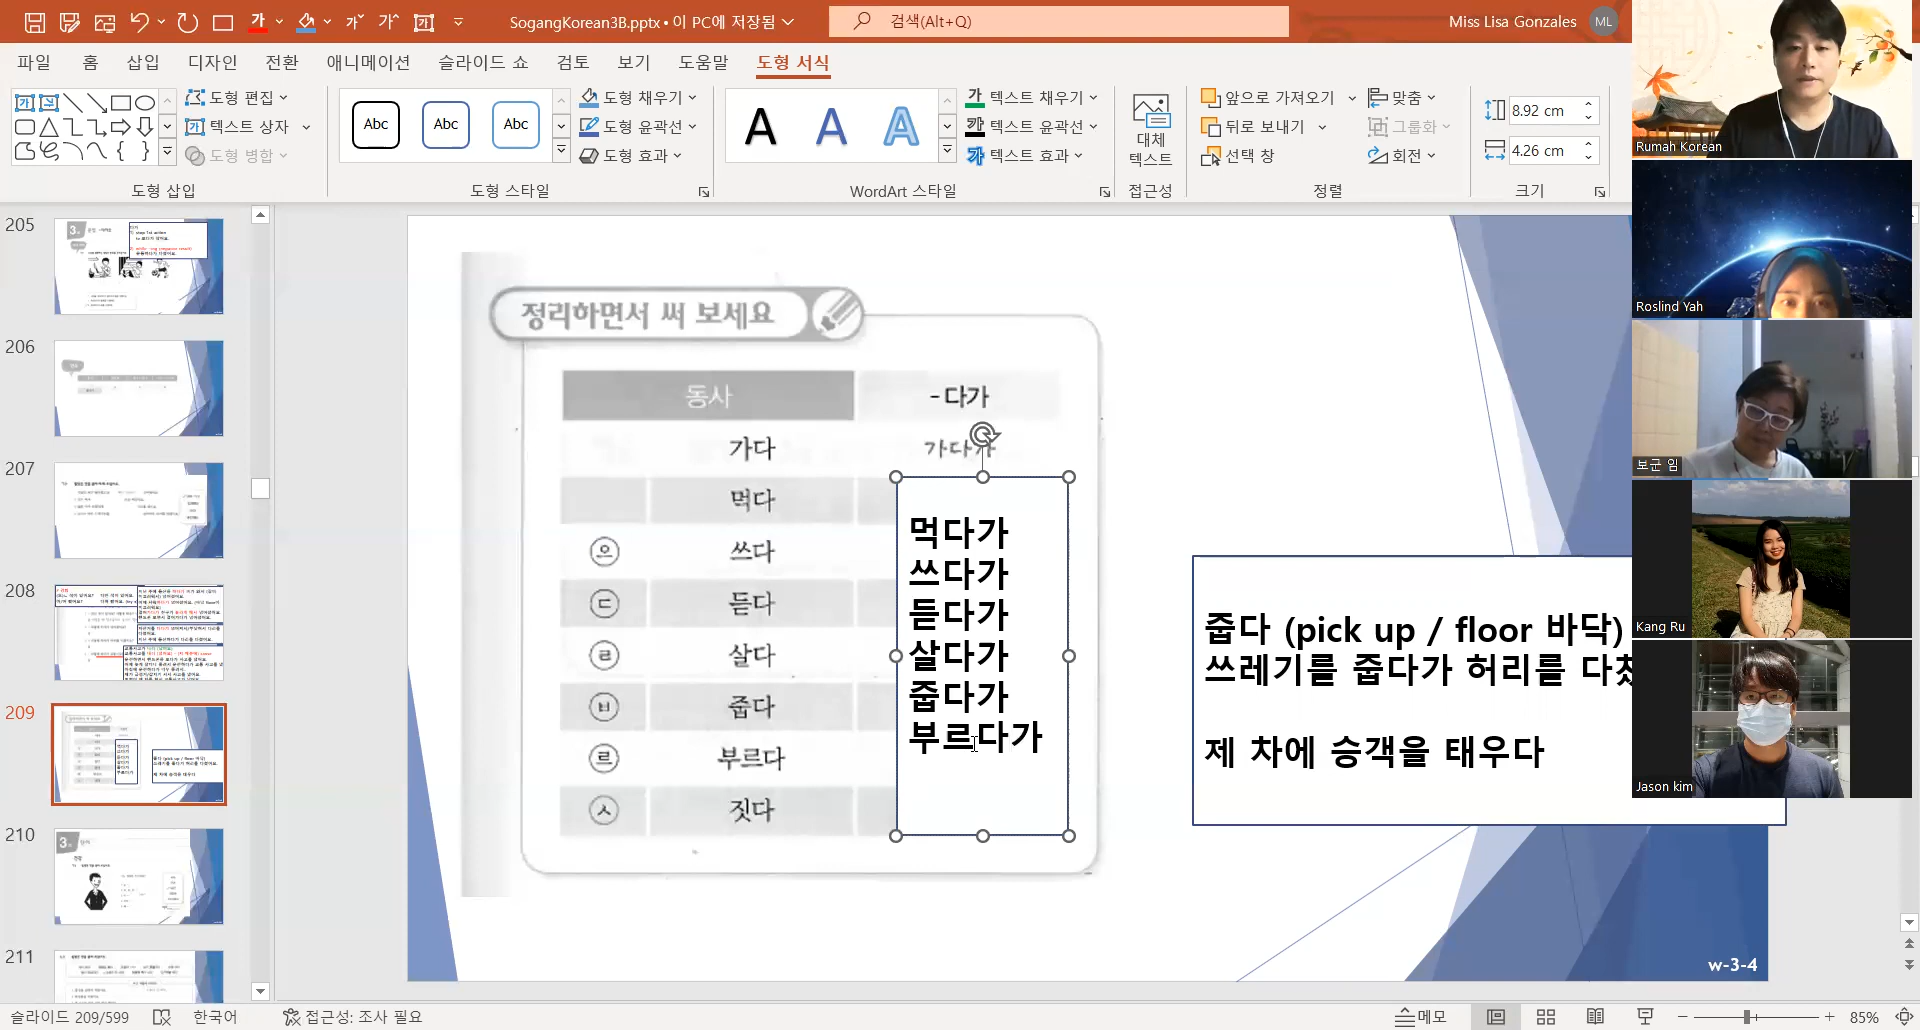 SogangKorean3B.pptx • 이 PC에 저장됨
검색(Alt+Q)
Miss Lisa Gonzales
ML
파일
홈
삽입
디자인
전환
애니메이션
슬라이드 쇼
검토
보기
도움말
도형 서식
도형 편집
텍스트 상자
도형 병합
도형 삽입
Abc
Abc
Abc
도형 채우기
도형 윤곽선
도형 효과
도형 스타일
A
A
A
텍스트 채우기
텍스트 윤곽선
텍스트 효과
WordArt 스타일
대체
텍스트
접근성
앞으로 가져오기
뒤로 보내기
선택 창
맞춤
그룹화
회전
정렬
8.92 cm
4.26 cm
크기
205
206
207
208
209
210
211
정리하면서 써 보세요
동사
-다가
가다
가다가
먹다
으
쓰다
ㄷ
듣다
ㄹ
살다
ㅂ
줍다
르
부르다
ㅅ
짓다
먹다가
쓰다가
듣다가
살다가
줍다가
부르다가
줍다 (pick up / floor 바닥)
쓰레기를 줍다가 허리를
제 차에 승객을 태우다
w-3-4
Rumah Korean
Roslind Yah
보군 임
Kang Ru
Jason kim
슬라이드 209/599
한국어
접근성: 조사 필요
메모
85%